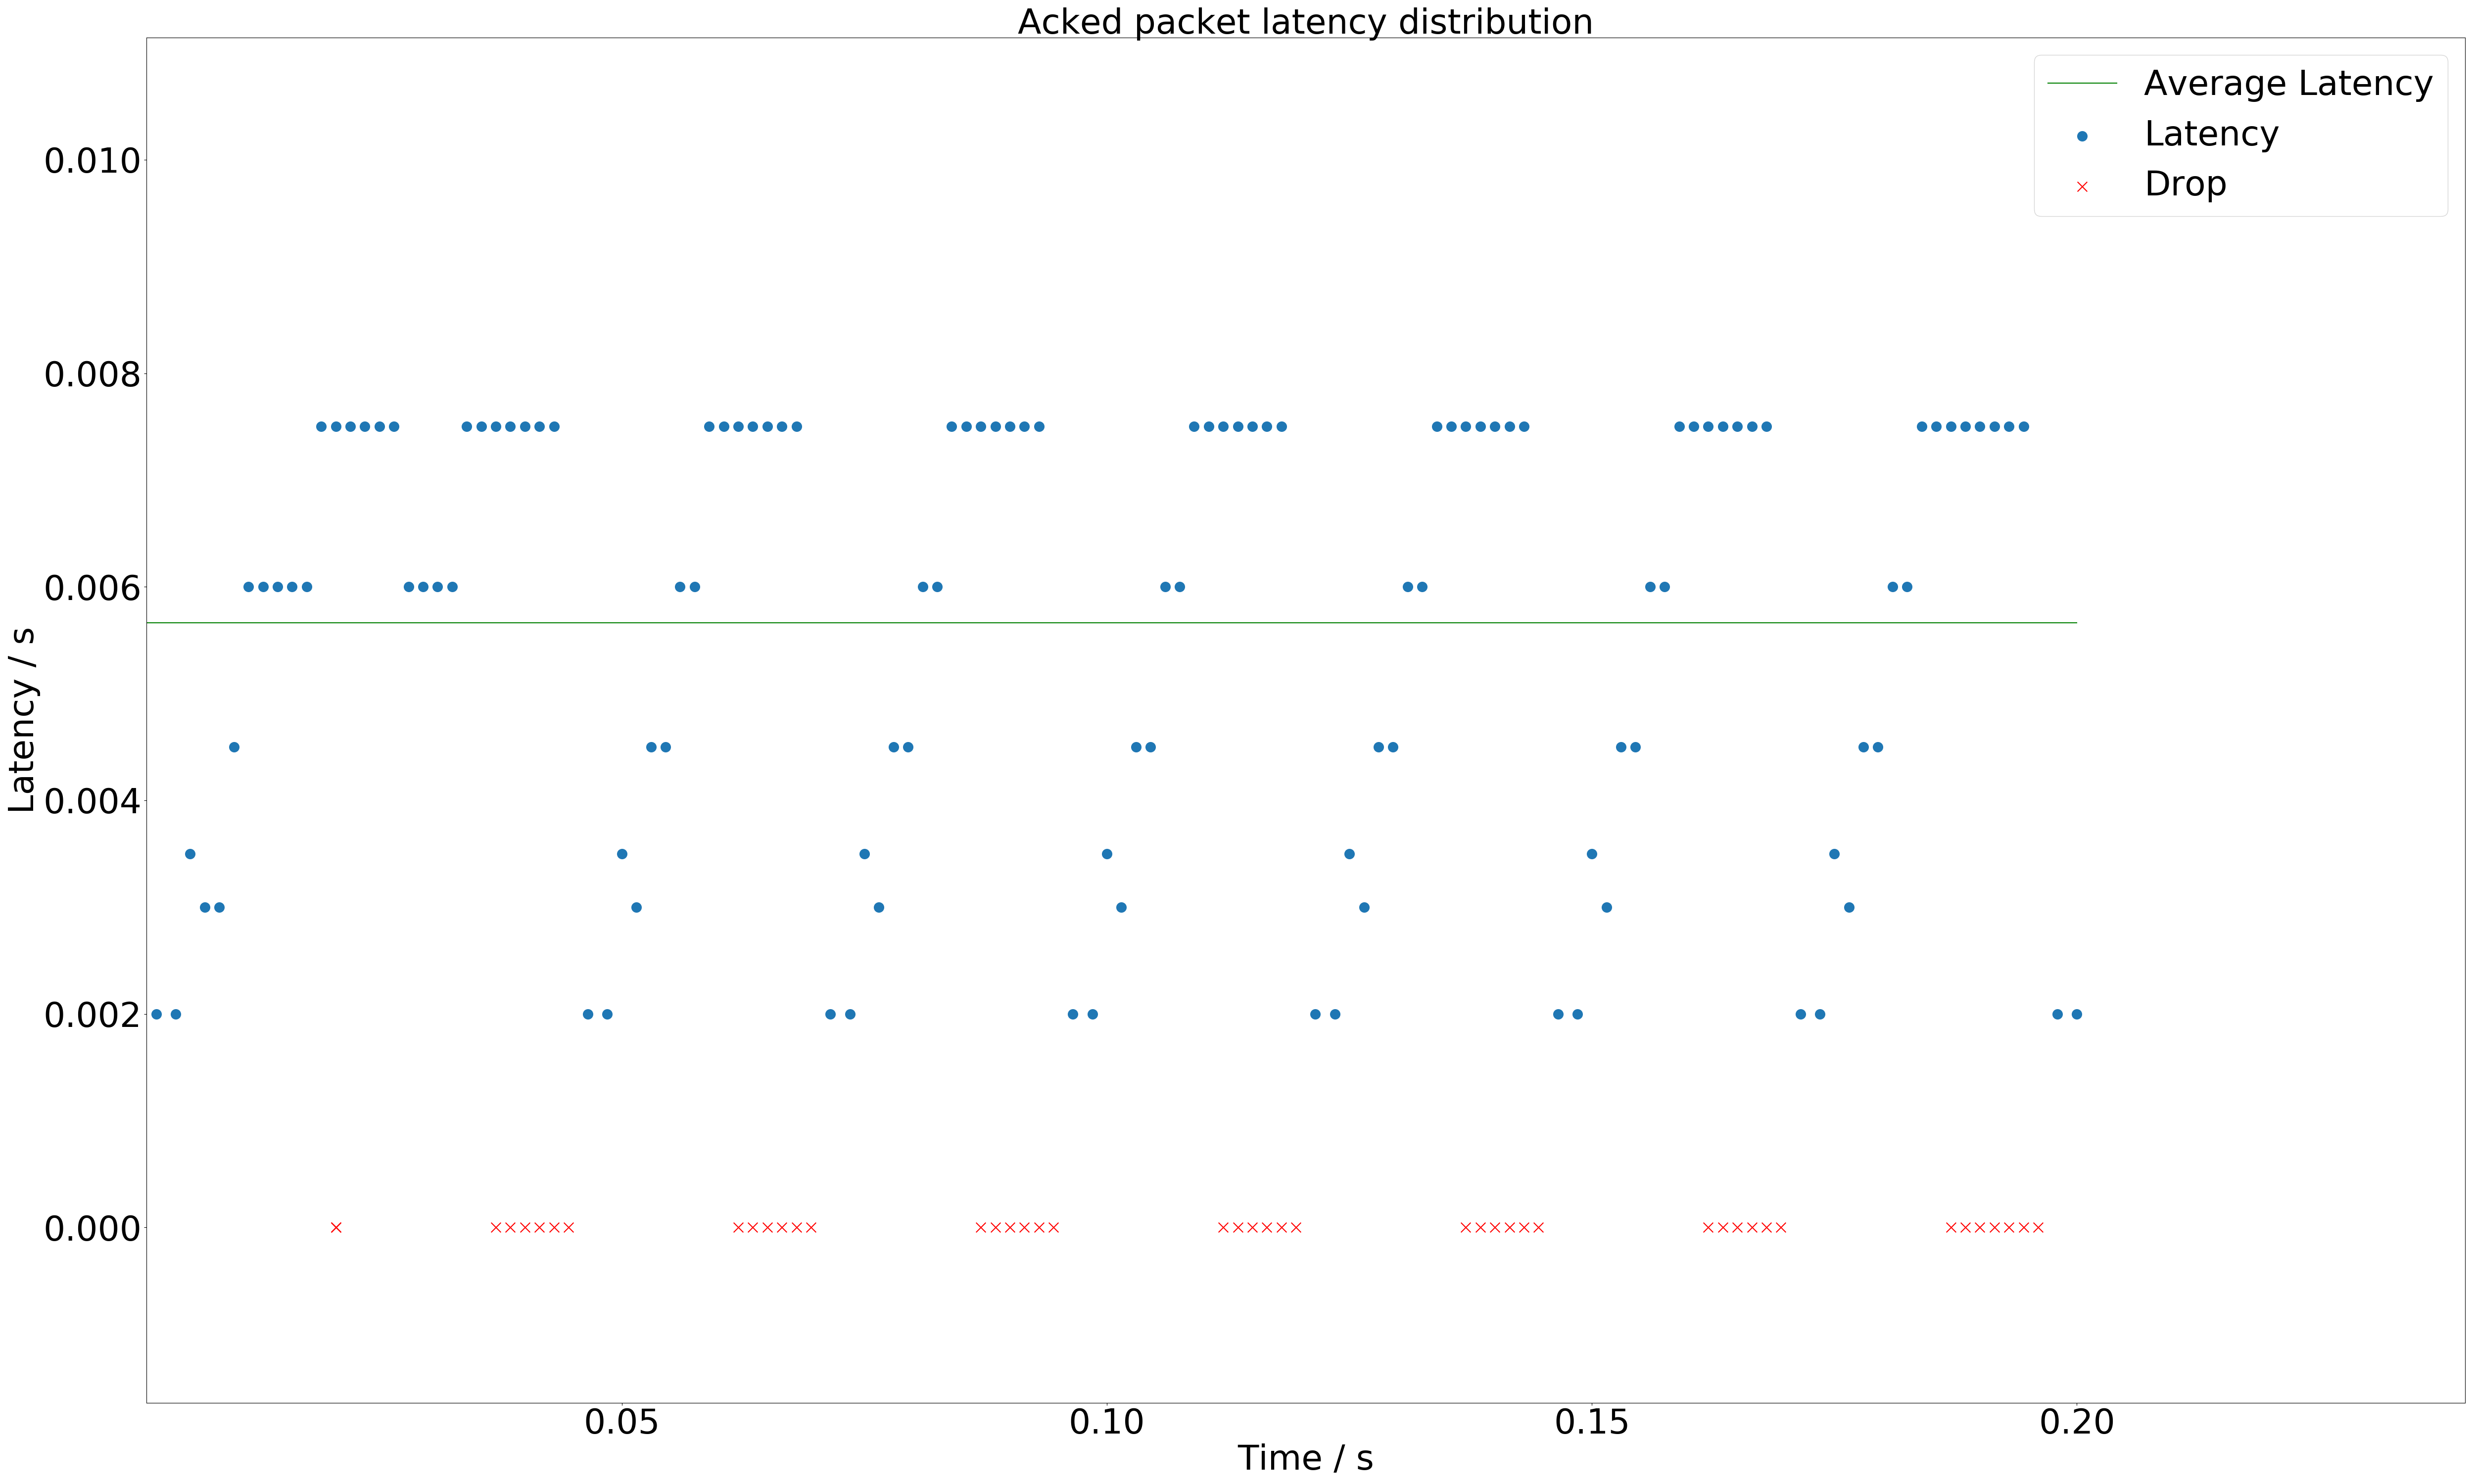 Acked packet latency distribution
Average Latency
Latency
Drop
0.010
0.008
0.006
0.004
0.002
0.000
Latency / s
0.05 0.10 0.15 0.20
Time / s